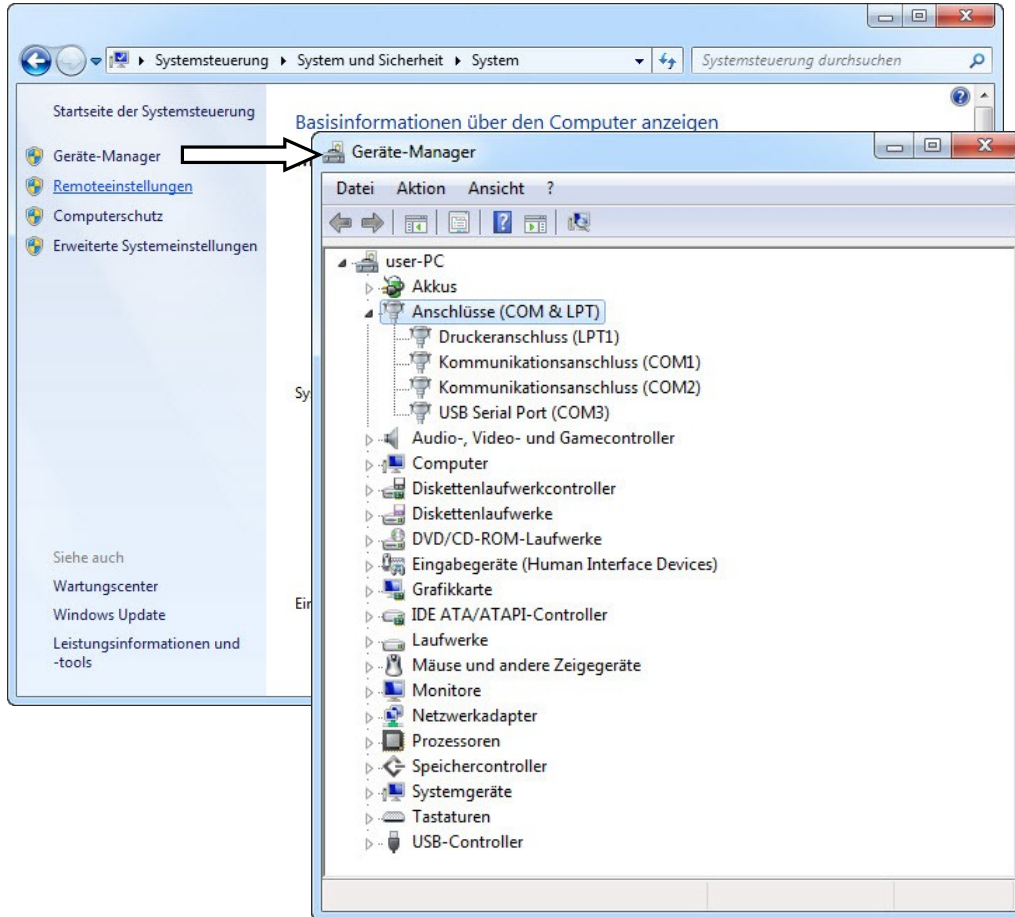 Systemsteuerung ▸ System und Sicherheit ▸ System
Systemsteuerung durchsuchen
Startseite der Systemsteuerung
Geräte-Manager
Remoteeinstellungen
Computerschutz
Erweiterte Systemeinstellungen
Siehe auch
Wartungscenter
Windows Update
Leistungsinformationen und
-tools
Basisinformationen über den Computer anzeigen
Sy
Ein
Geräte-Manager
Datei Aktion Ansicht ?
user-PC
Akkus
Anschlüsse (COM & LPT)
Druckeranschluss (LPT1)
Kommunikationsanschluss (COM1)
Kommunikationsanschluss (COM2)
USB Serial Port (COM3)
Audio-, Video- und Gamecontroller
Computer
Diskettenlaufwerkcontroller
Diskettenlaufwerke
DVD/CD-ROM-Laufwerke
Eingabegeräte (Human Interface Devices)
Grafikkarte
IDE ATA/ATAPI-Controller
Laufwerke
Mäuse und andere Zeigegeräte
Monitore
Netzwerkadapter
Prozessoren
Speichercontroller
Systemgeräte
Tastaturen
USB-Controller